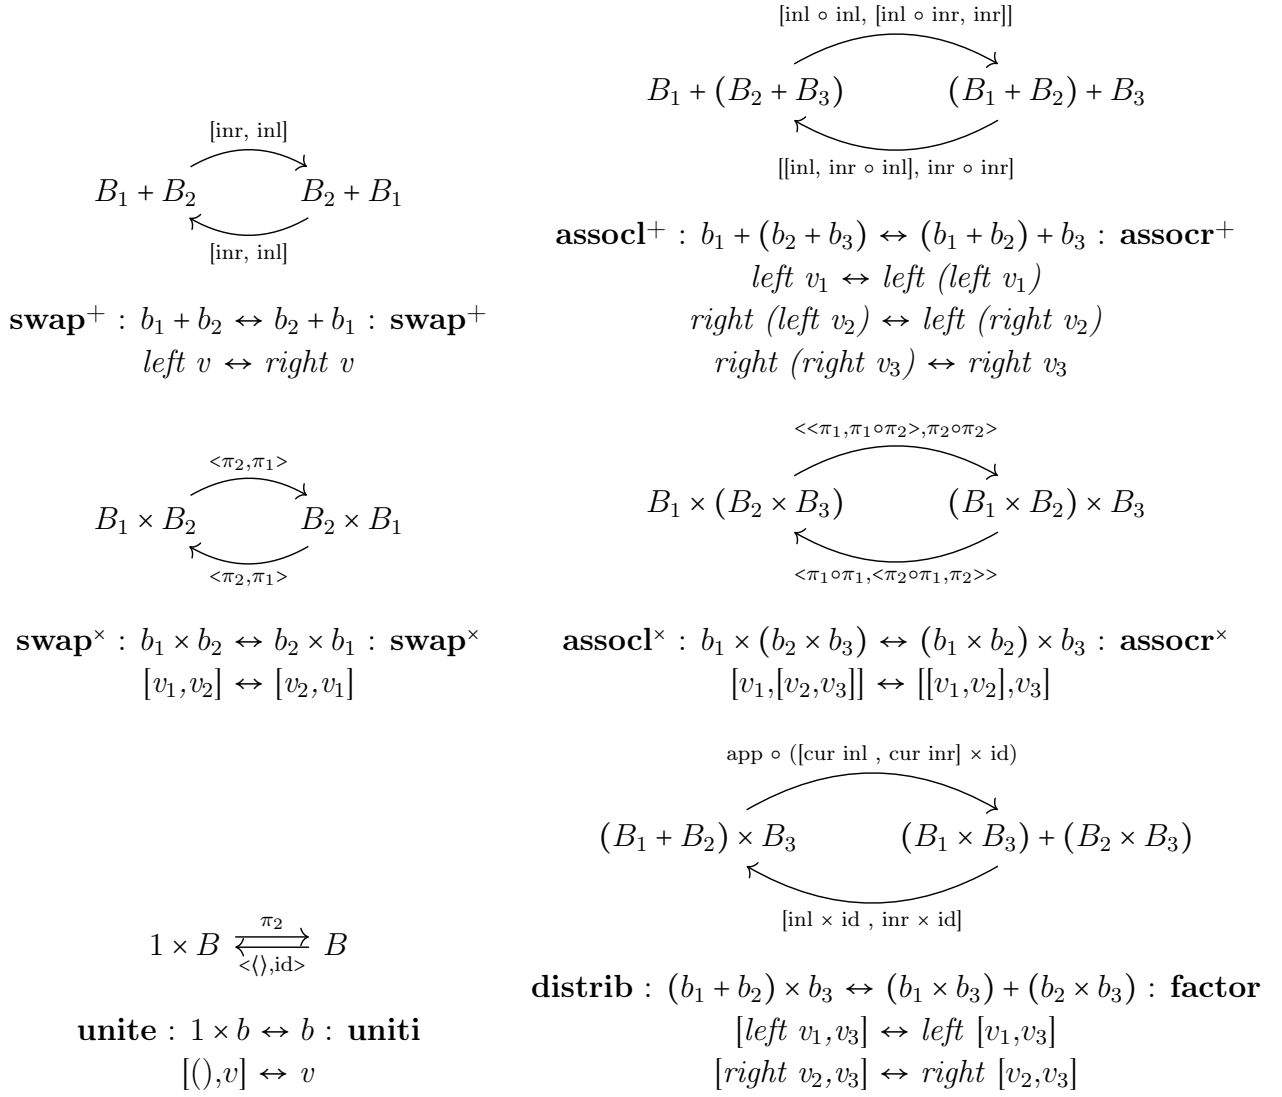 [inr, inl]
B₁ + B₂ B₂ + B₁
[inr, inl]
swap⁺ : b₁ + b₂ ↔ b₂ + b₁ : swap⁺
left v ↔ right v
[inl ∘ inl, [inl ∘ inr, inr]]
B₁ + (B₂ + B₃) (B₁ + B₂) + B₃
[[inl, inr ∘ inl], inr ∘ inr]
assocl⁺ : b₁ + (b₂ + b₃) ↔ (b₁ + b₂) + b₃ : assocr⁺
left v₁ ↔ left (left v₁)
right (left v₂) ↔ left (right v₂)
right (right v₃) ↔ right v₃
<π₂,π₁>
B₁ × B₂ B₂ × B₁
<π₂,π₁>
swap× : b₁ × b₂ ↔ b₂ × b₁ : swap×
[v₁,v₂] ↔ [v₂,v₁]
<<π₁,π₁∘π₂>,π₂∘π₂>
B₁ × (B₂ × B₃) (B₁ × B₂) × B₃
<π₁∘π₁,<π₂∘π₁,π₂>>
assocl× : b₁ × (b₂ × b₃) ↔ (b₁ × b₂) × b₃ : assocr×
[v₁,[v₂,v₃]] ↔ [[v₁,v₂],v₃]
π₂
1 × B B
<⟨⟩,id>
unite : 1 × b ↔ b : uniti
[(),v] ↔ v
app ∘ ([cur inl , cur inr] × id)
(B₁ + B₂) × B₃ (B₁ × B₃) + (B₂ × B₃)
[inl × id , inr × id]
distrib : (b₁ + b₂) × b₃ ↔ (b₁ × b₃) + (b₂ × b₃) : factor
[left v₁,v₃] ↔ left [v₁,v₃]
[right v₂,v₃] ↔ right [v₂,v₃]